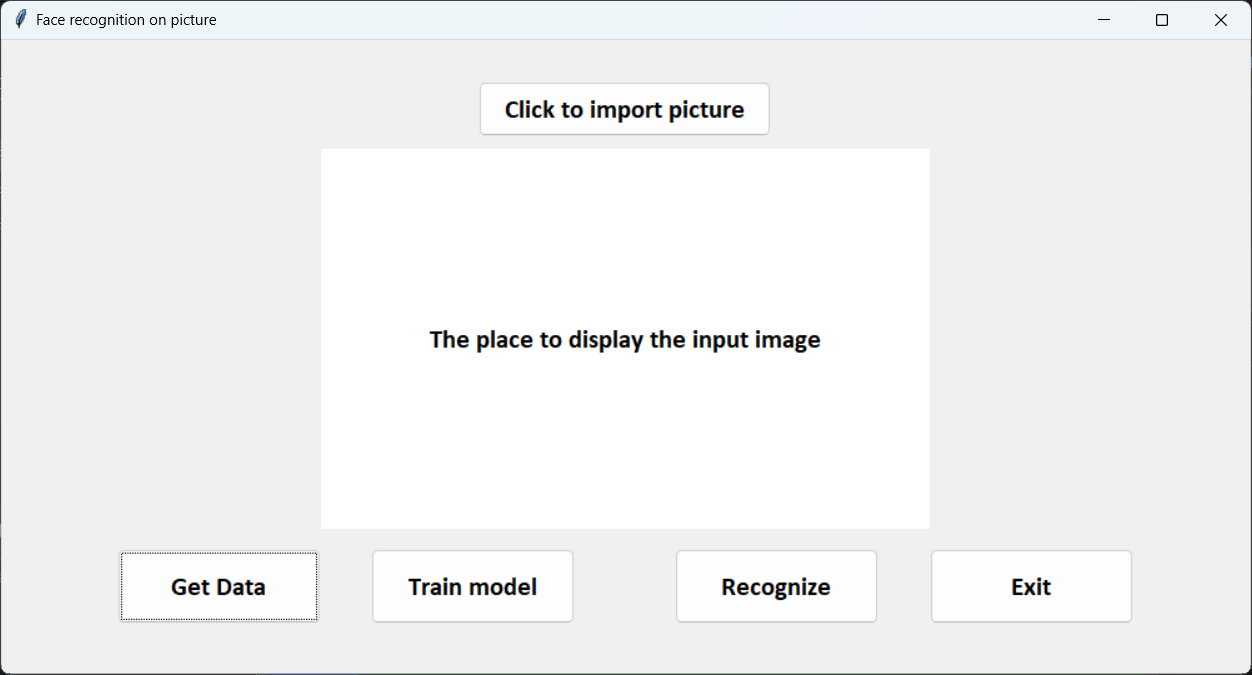 Face recognition on picture
Click to import picture
The place to display the input image
Get Data
Train model
Recognize
Exit